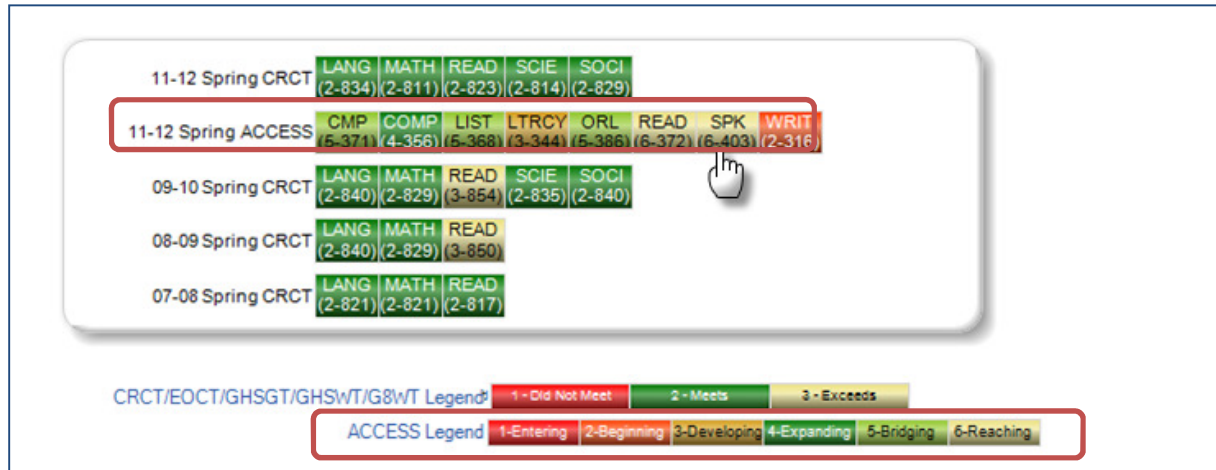 11-12 Spring CRCT LANG MATH READ SCIE SOCI
(2-834) (2-811) (2-823) (2-814) (2-829)
11-12 Spring ACCESS CMP COMP LIST LTRCY ORL READ SPK WRIT
(5-371) (4-356) (5-368) (3-344) (5-386) (6-372) (6-403) (2-316)
09-10 Spring CRCT LANG MATH READ SCIE SOCI
(2-840) (2-829) (3-854) (2-835) (2-840)
08-09 Spring CRCT LANG MATH READ
(2-840) (2-829) (3-850)
07-08 Spring CRCT LANG MATH READ
(2-821) (2-821) (2-817)
CRCT/EOCT/GHSGT/GHSWT/G8WT Legend 1 - Did Not Meet 2 - Meets 3 - Exceeds
ACCESS Legend 1-Entering 2-Beginning 3-Developing 4-Expanding 5-Bridging 6-Reaching